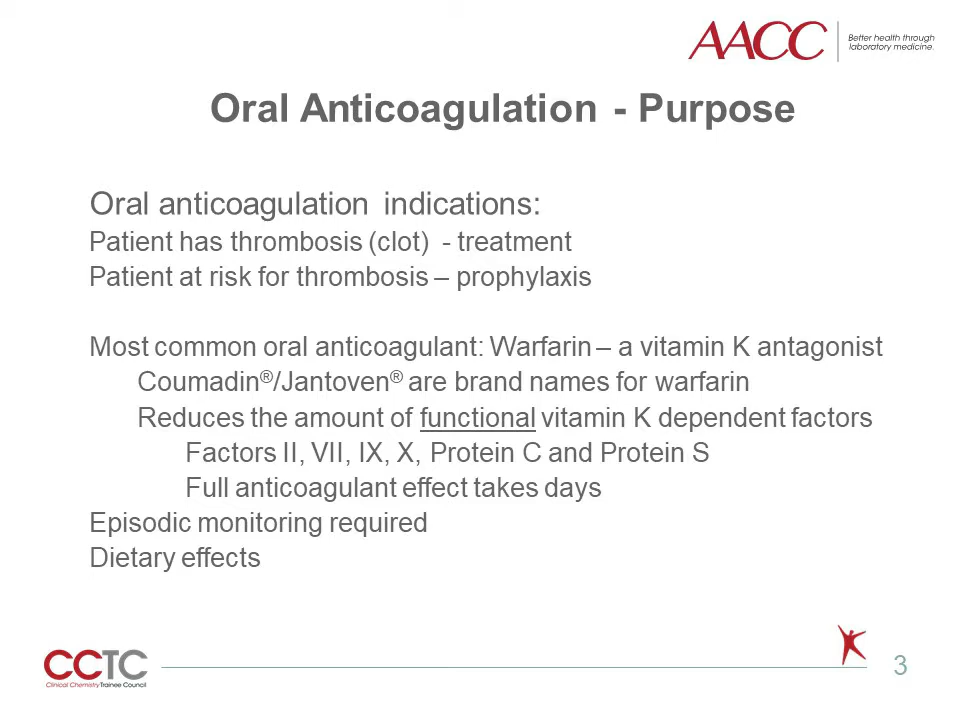 AACC
Better health through
laboratory medicine.
Oral Anticoagulation - Purpose
Oral anticoagulation indications:
Patient has thrombosis (clot) - treatment
Patient at risk for thrombosis – prophylaxis
Most common oral anticoagulant: Warfarin – a vitamin K antagonist
Coumadin®/Jantoven® are brand names for warfarin
Reduces the amount of functional vitamin K dependent factors
Factors II, VII, IX, X, Protein C and Protein S
Full anticoagulant effect takes days
Episodic monitoring required
Dietary effects
CCTC
Clinical Chemistry Trainee Council
3